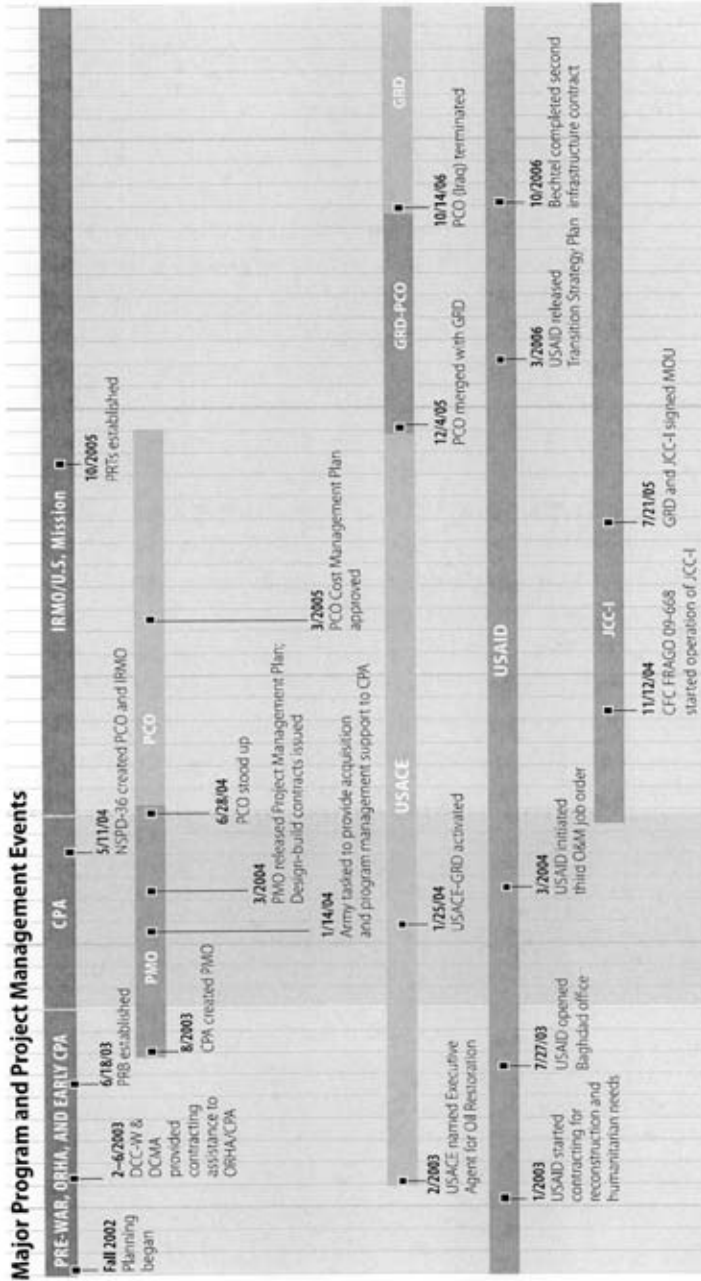 Major Program and Project Management Events
PRE-WAR, ORHA, AND EARLY CPA
CPA
IRMO/U.S. Mission
Fall 2002
Planning
began
2–6/2003
DCC-W &
DCMA
provided
contracting
assistance to
ORHA/CPA
6/18/03
PRB established
5/11/04
NSPD-36 created PCO and IRMO
10/2005
PRTs established
PMO
PCO
8/2003
CPA created PMO
1/14/04
Army tasked to provide acquisition
and program management support to CPA
3/2004
PMO released Project Management Plan;
Design-build contracts issued
6/28/04
PCO stood up
3/2005
PCO Cost Management Plan
approved
USACE
GRD-PCO
GRD
2/2003
USACE named Executive
Agent for Oil Restoration
1/25/04
USACE-GRD activated
12/4/05
PCO merged with GRD
10/14/06
PCO (Iraq) terminated
USAID
1/2003
USAID started
contracting for
reconstruction and
humanitarian needs
7/27/03
USAID opened
Baghdad office
3/2004
USAID initiated
third O&M job order
3/2006
USAID released
Transition Strategy Plan
10/2006
Bechtel completed second
infrastructure contract
JCC-I
11/12/04
CFC FRAGO 09-668
started operation of JCC-I
7/21/05
GRD and JCC-I signed MOU